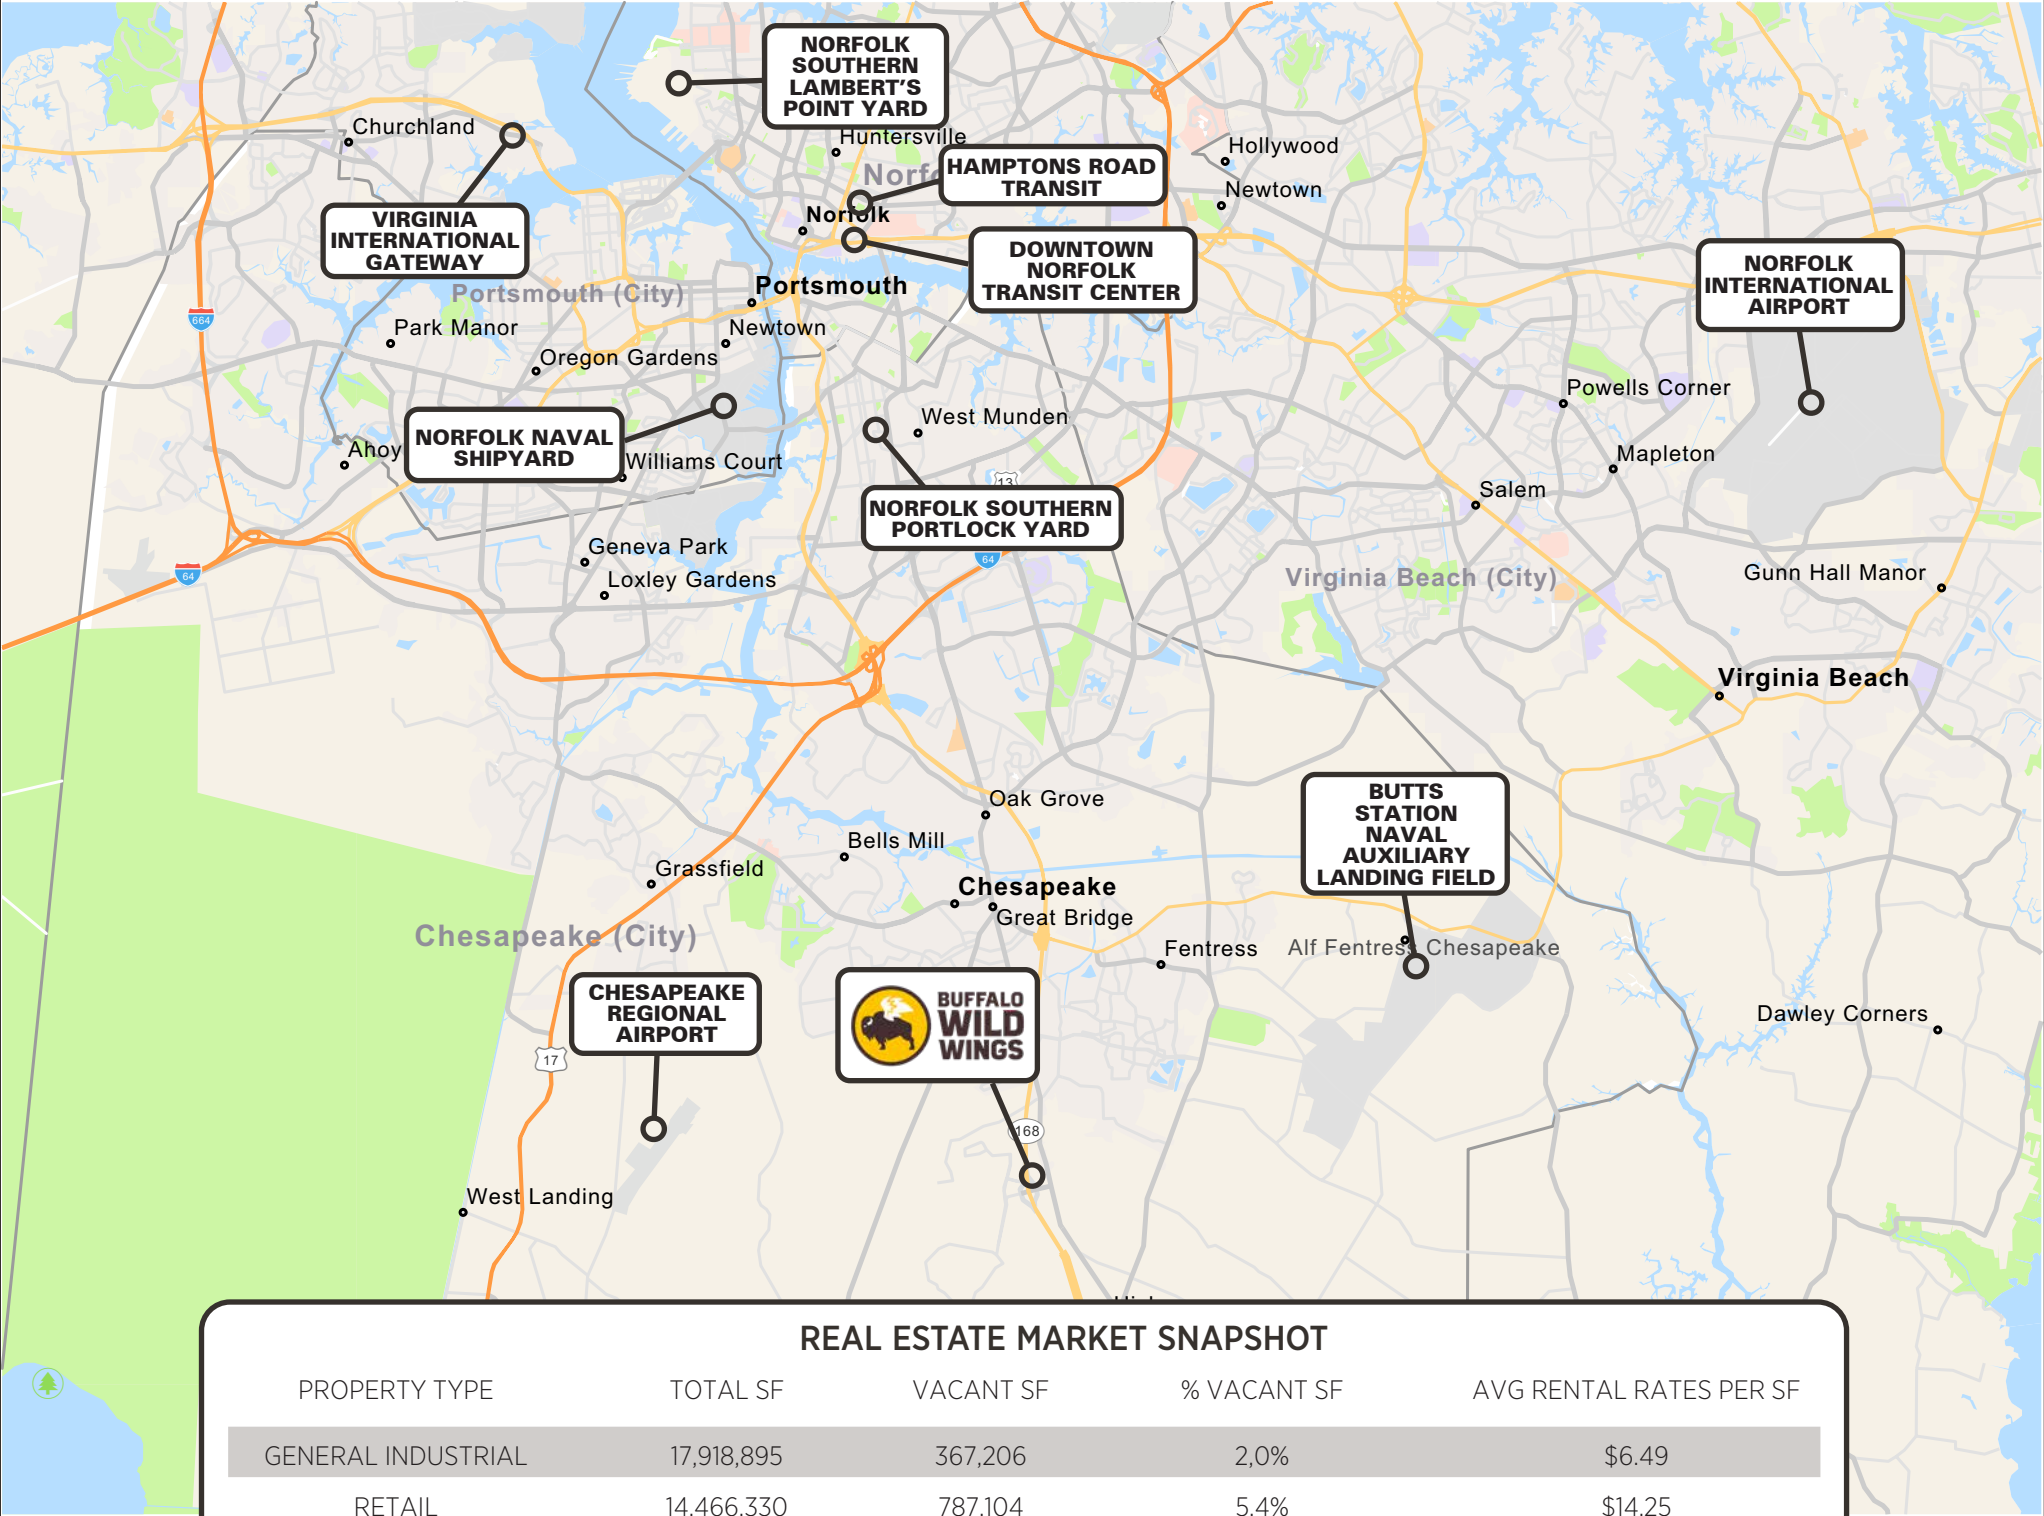 NORFOLK
SOUTHERN
LAMBERT'S
POINT YARD
Churchland
Huntersville
Hollywood
HAMPTONS ROAD
TRANSIT
Newtown
Norfolk
VIRGINIA
INTERNATIONAL
GATEWAY
DOWNTOWN
NORFOLK
TRANSIT CENTER
NORFOLK
INTERNATIONAL
AIRPORT
Portsmouth (City)
Portsmouth
664
Park Manor
Newtown
Oregon Gardens
Powells Corner
West Munden
NORFOLK NAVAL
SHIPYARD
Ahoy
Williams Court
Mapleton
13
Salem
NORFOLK SOUTHERN
PORTLOCK YARD
Geneva Park
64
64
Loxley Gardens
Virginia Beach (City)
Gunn Hall Manor
Virginia Beach
Oak Grove
BUTTS
STATION
NAVAL
AUXILIARY
LANDING FIELD
Bells Mill
Grassfield
Chesapeake
Great Bridge
Chesapeake (City)
Fentress
Alf Fentress Chesapeake
CHESAPEAKE
REGIONAL
AIRPORT
BUFFALO
WILD
WINGS
Dawley Corners
17
168
West Landing
REAL ESTATE MARKET SNAPSHOT
PROPERTY TYPE TOTAL SF VACANT SF % VACANT SF AVG RENTAL RATES PER SF
GENERAL INDUSTRIAL 17,918,895 367,206 2,0% $6.49
RETAIL 14,466,330 787,104 5.4% $14.25